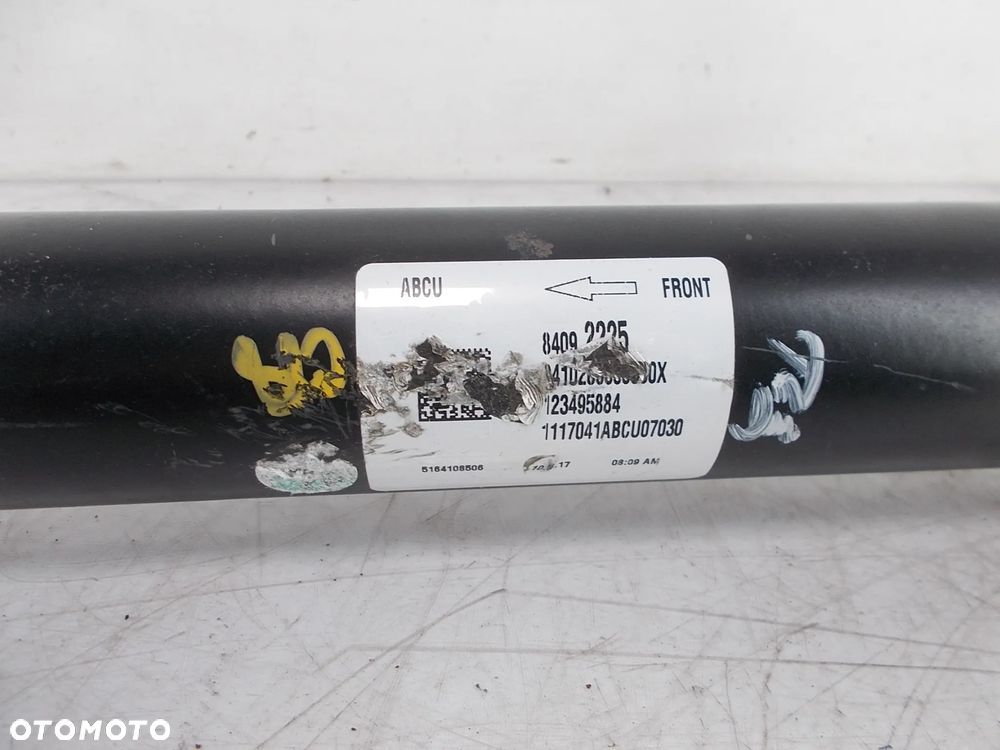 ABCU FRONT
8409 2225
123495884
1117041ABCU07030
5164108506 08:09 AM
OTOMOTO